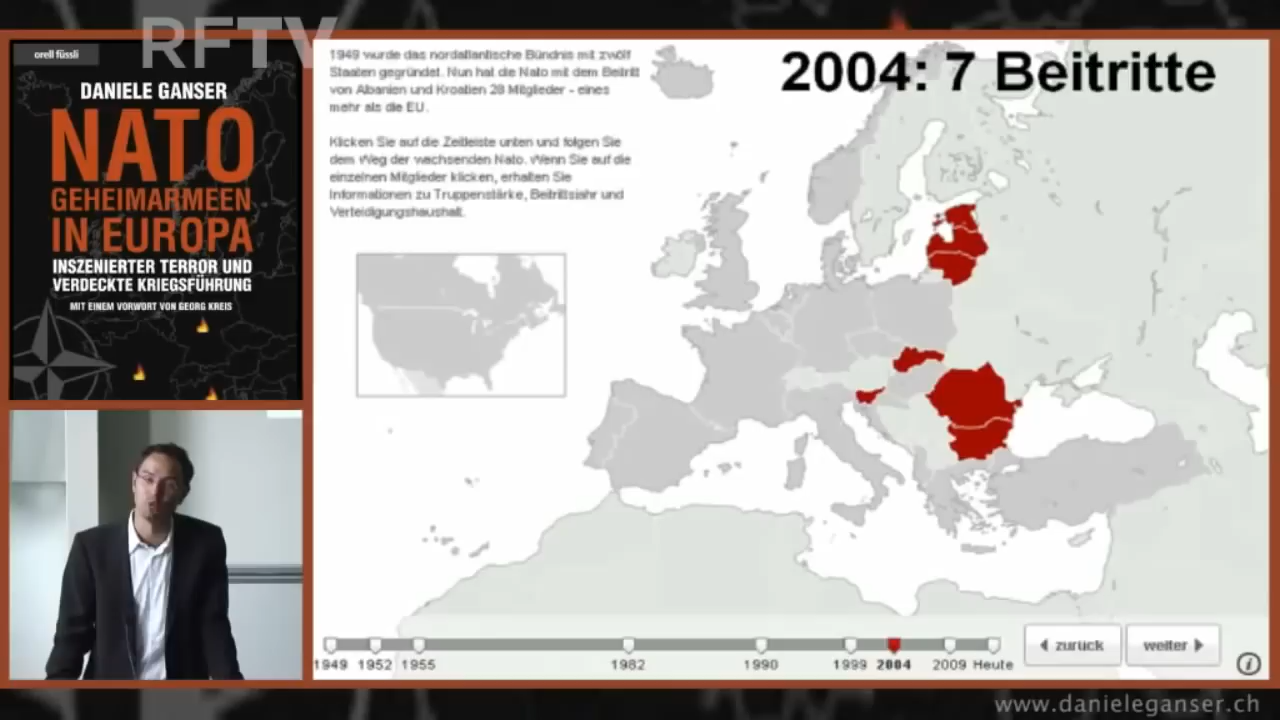 RFTV
orell füssli
DANIELE GANSER
NATO
GEHEIMARMEEN
IN EUROPA
INSZENIERTER TERROR UND
VERDECKTE KRIEGSFÜHRUNG
MIT EINEM VORWORT VON GEORG KREIS
1949 wurde das nordatlantische Bündnis mit zwölf
Staaten gegründet. Nun hat die Nato mit dem Beitritt
von Albanien und Kroatien 28 Mitglieder - eines
mehr als die EU.
Klicken Sie auf die Zeitleiste unten und folgen Sie
dem Weg der wachsenden Nato. Wenn Sie auf die
einzelnen Mitglieder klicken, erhalten Sie
Informationen zu Truppenstärke, Beitrittsjahr und
Verteidigungshaushalt.
2004: 7 Beitritte
1949 1952 1955 1982 1990 1999 2004 2009 Heute
zurück
weiter
i
www.danieleganser.ch